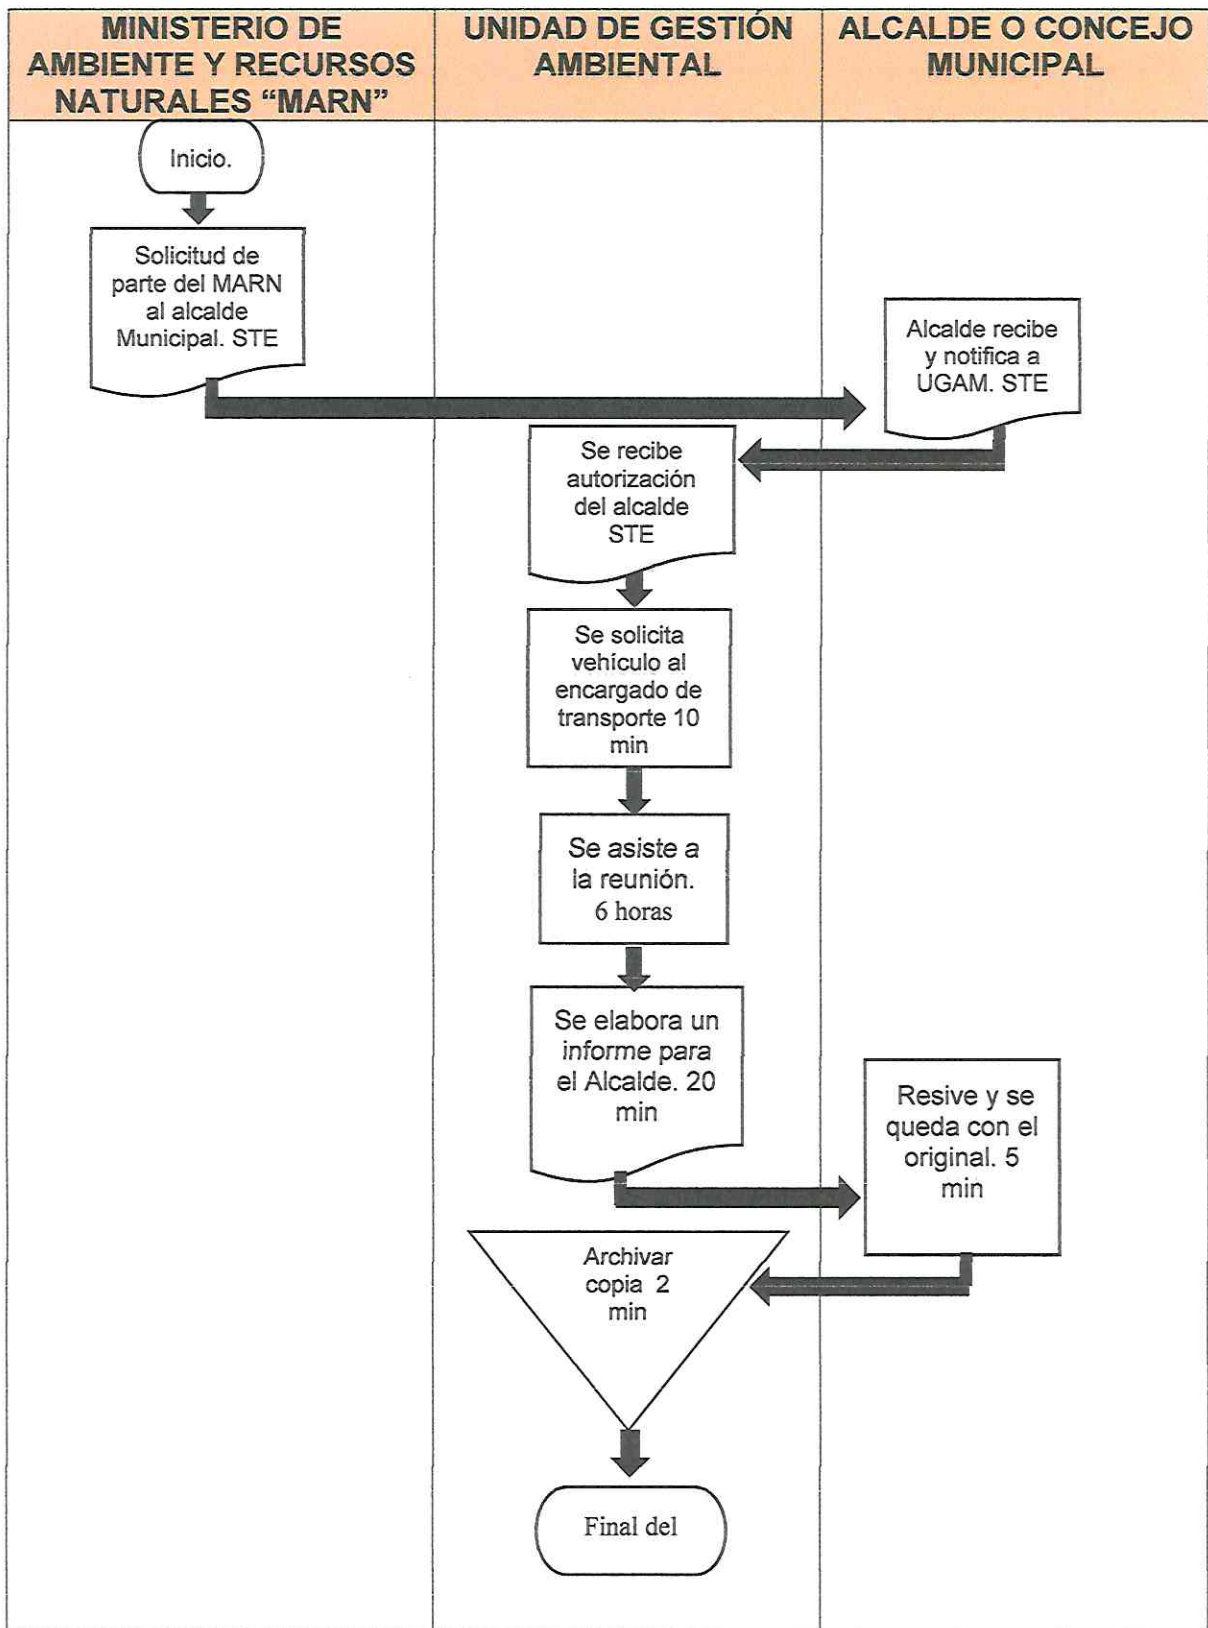 MINISTERIO DE
AMBIENTE Y RECURSOS
NATURALES “MARN”
UNIDAD DE GESTIÓN
AMBIENTAL
ALCALDE O CONCEJO
MUNICIPAL
Inicio.
Solicitud de
parte del MARN
al alcalde
Municipal. STE
Alcalde recibe
y notifica a
UGAM. STE
Se recibe
autorización
del alcalde
STE
Se solicita
vehículo al
encargado de
transporte 10
min
Se asiste a
la reunión.
6 horas
Se elabora un
informe para
el Alcalde. 20
min
Resive y se
queda con el
original. 5
min
Archivar
copia 2
min
Final del